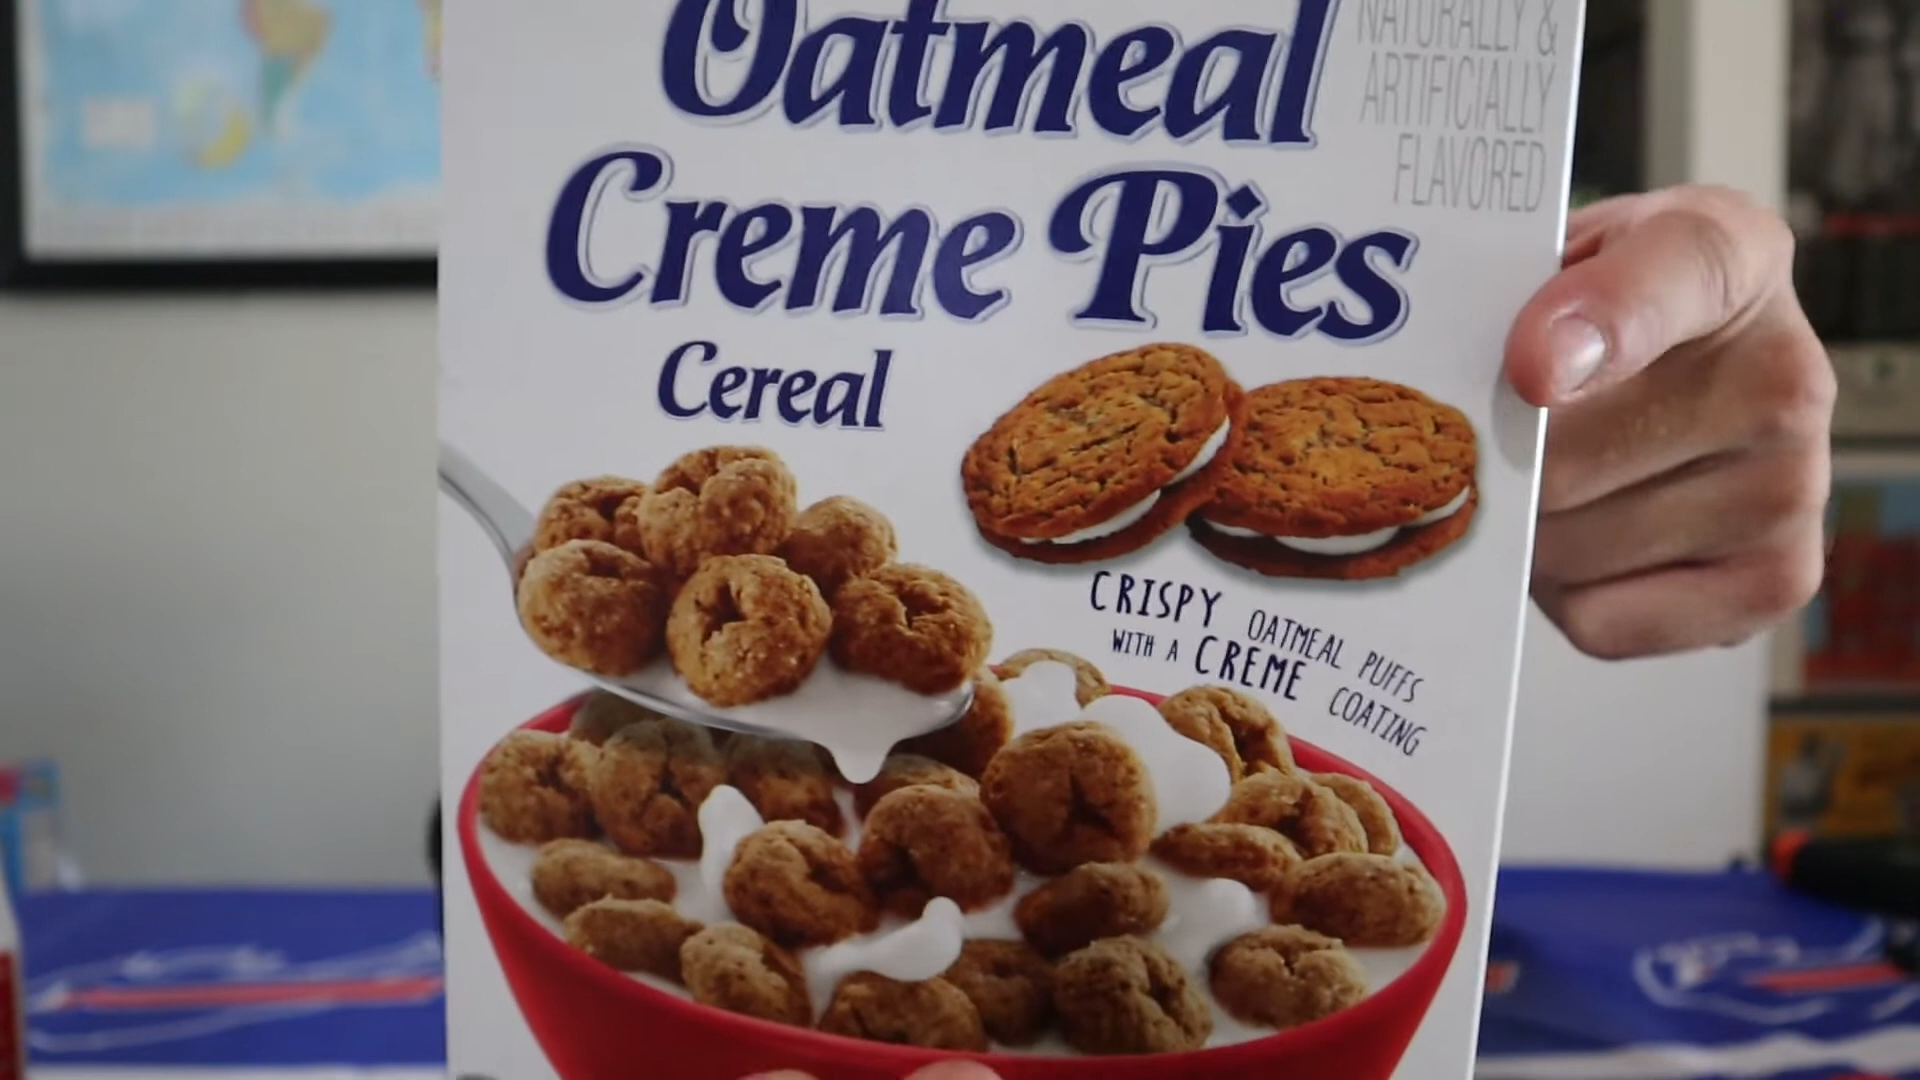 Oatmeal
Creme Pies
Cereal
NATURALLY &
ARTIFICIALLY
FLAVORED
CRISPY OATMEAL PUFFS
WITH A CREME COATING